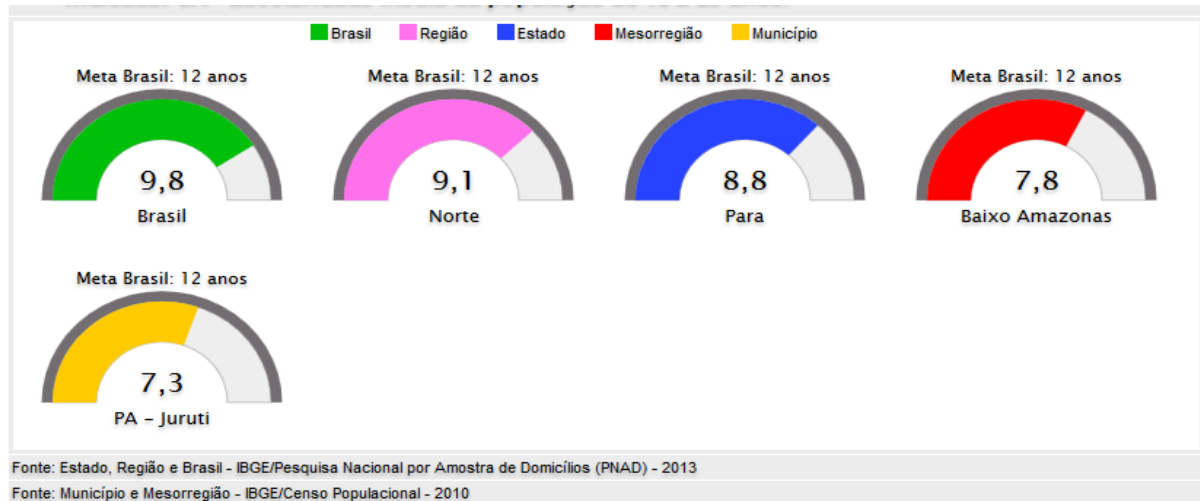 Brasil Região Estado Mesorregião Município
Meta Brasil: 12 anos Meta Brasil: 12 anos Meta Brasil: 12 anos Meta Brasil: 12 anos
9,8 9,1 8,8 7,8
Brasil Norte Para Baixo Amazonas
Meta Brasil: 12 anos
7,3
PA – Juruti
Fonte: Estado, Região e Brasil - IBGE/Pesquisa Nacional por Amostra de Domicílios (PNAD) - 2013
Fonte: Município e Mesorregião - IBGE/Censo Populacional - 2010